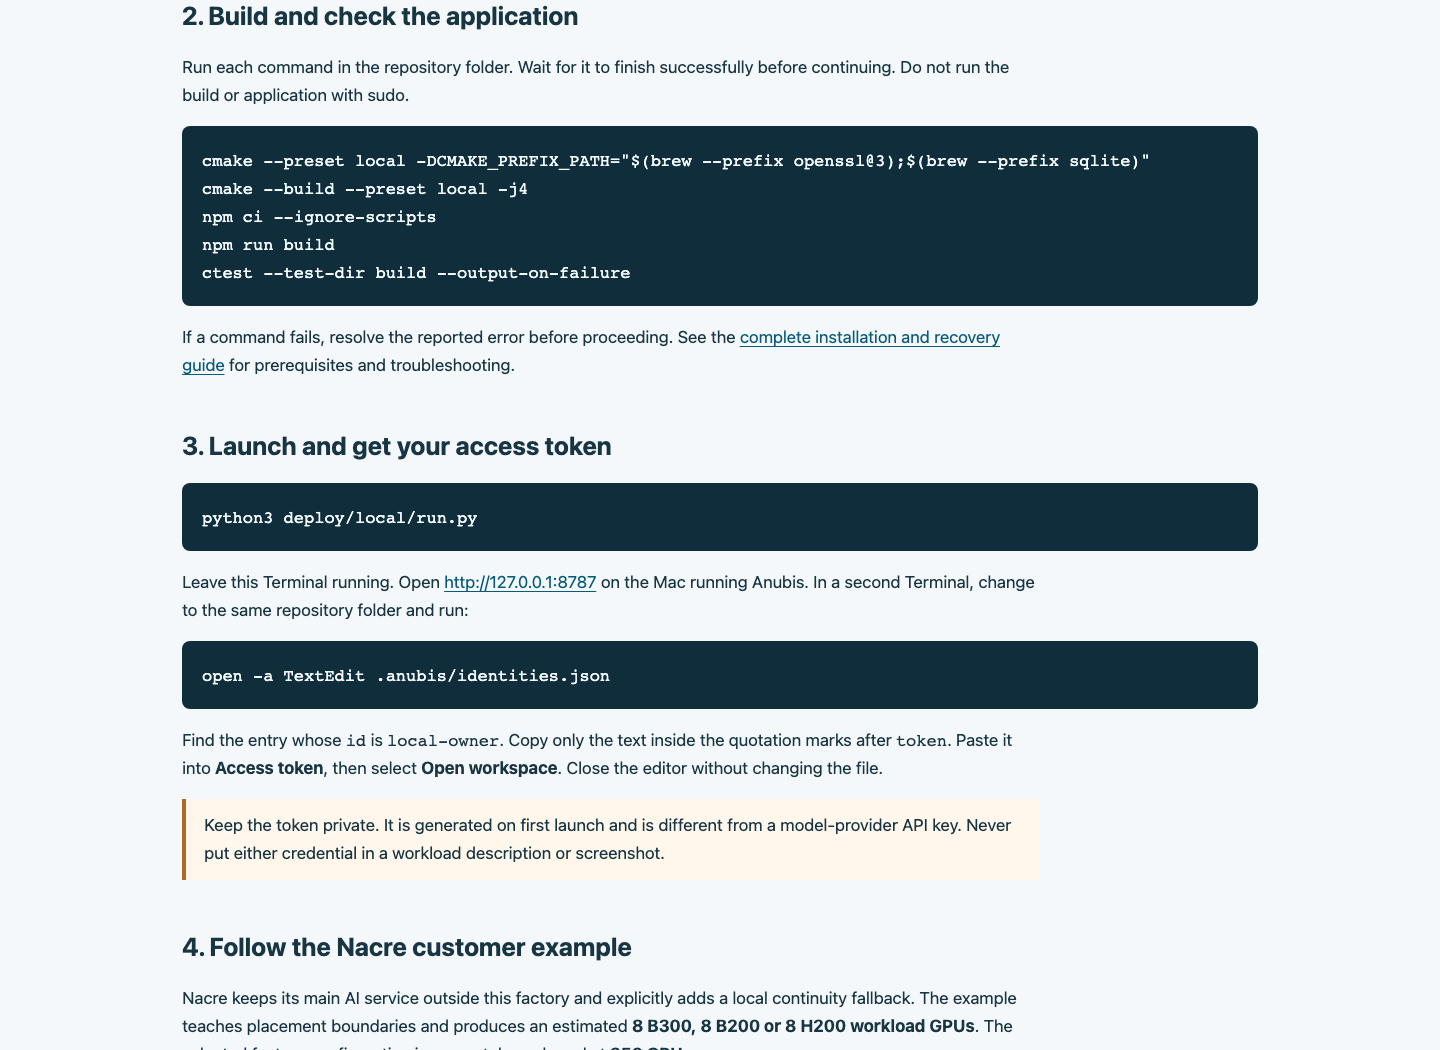 2. Build and check the application
Run each command in the repository folder. Wait for it to finish successfully before continuing. Do not run the
build or application with sudo.
cmake --preset local -DCMAKE_PREFIX_PATH="$(brew --prefix openssl@3);$(brew --prefix sqlite)"
cmake --build --preset local -j4
npm ci --ignore-scripts
npm run build
ctest --test-dir build --output-on-failure
If a command fails, resolve the reported error before proceeding. See the complete installation and recovery
guide for prerequisites and troubleshooting.
3. Launch and get your access token
python3 deploy/local/run.py
Leave this Terminal running. Open http://127.0.0.1:8787 on the Mac running Anubis. In a second Terminal, change
to the same repository folder and run:
open -a TextEdit .anubis/identities.json
Find the entry whose id is local-owner. Copy only the text inside the quotation marks after token. Paste it
into Access token, then select Open workspace. Close the editor without changing the file.
Keep the token private. It is generated on first launch and is different from a model-provider API key. Never
put either credential in a workload description or screenshot.
4. Follow the Nacre customer example
Nacre keeps its main AI service outside this factory and explicitly adds a local continuity fallback. The example
teaches placement boundaries and produces an estimated 8 B300, 8 B200 or 8 H200 workload GPUs. The